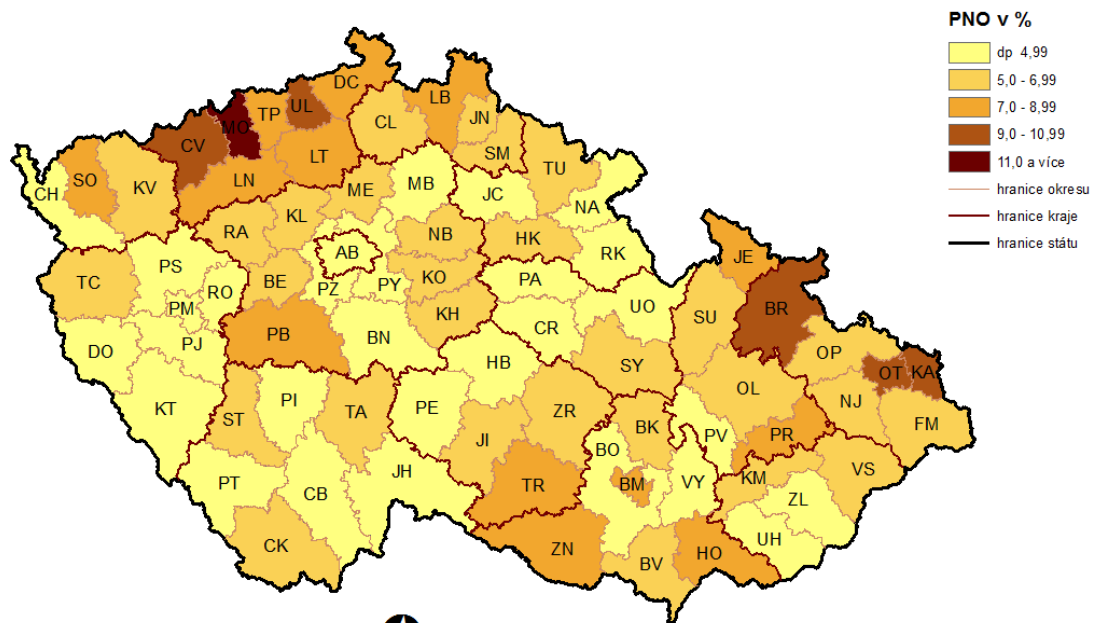 PNO v %
dp 4,99
5,0 - 6,99
7,0 - 8,99
9,0 - 10,99
11,0 a více
hranice okresu
hranice kraje
hranice státu
DC
LB
UL
TP
MO
CV
CL
JN
SM
LT
TU
LN
SO
KV
CH
ME
MB
JC
NA
KL
RA
NB
HK
RK
AB
JE
TC
PS
BE
KO
PA
RO
PZ
PY
PM
KH
UO
SU
BR
PB
CR
DO
PJ
BN
OP
HB
SY
OT
KA
OL
NJ
KT
PI
TA
PE
ZR
ST
JI
BK
PV
PR
FM
BO
VS
JH
PT
CB
TR
BM
VY
KM
ZL
CK
ZN
BV
HO
UH